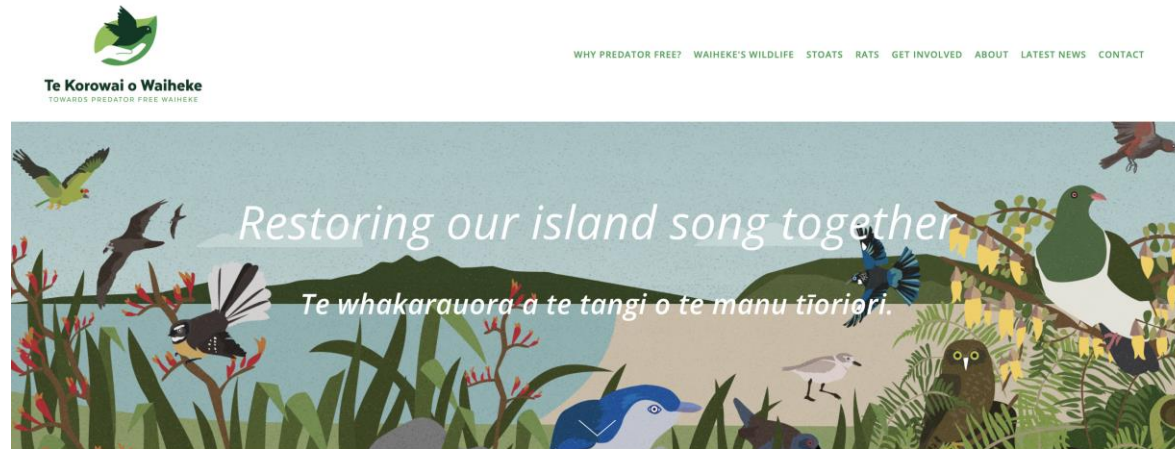 Te Korowai o Waiheke
TOWARDS PREDATOR FREE WAIHEKE
WHY PREDATOR FREE? WAIHEKE'S WILDLIFE STOATS RATS GET INVOLVED ABOUT LATEST NEWS CONTACT
Restoring our island song together
Te whakarauora a te tangi o te manu tīoriori.